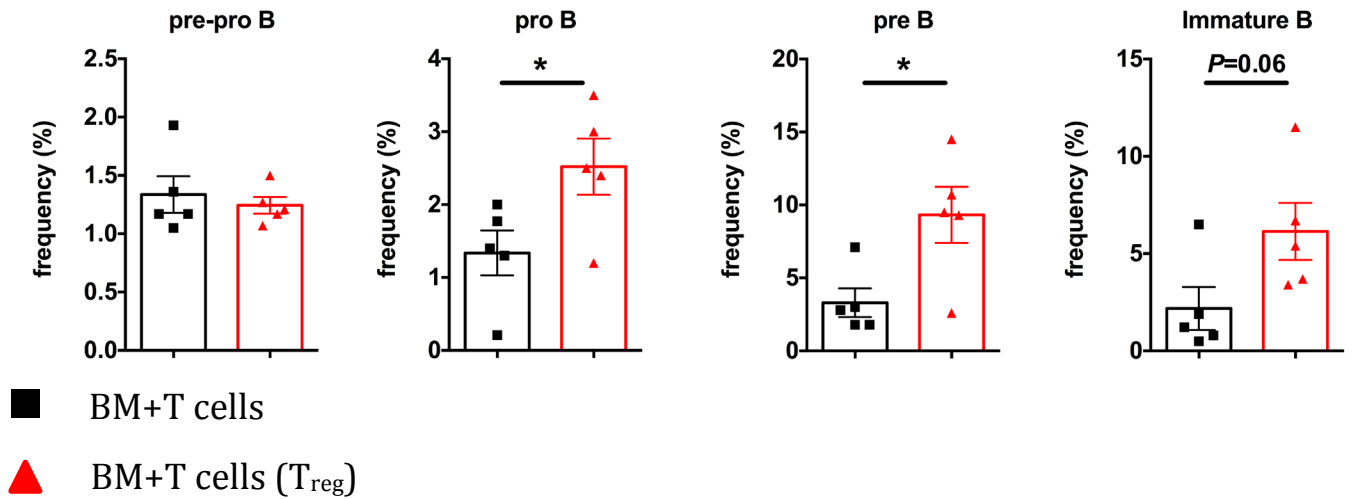 pre-pro B
frequency (%)
2.5
2.0
1.5
1.0
0.5
0.0
pro B
frequency (%)
4
3
2
1
0
*
pre B
frequency (%)
20
15
10
5
0
*
Immature B
frequency (%)
15
10
5
0
P=0.06
BM+T cells
BM+T cells (Treg)